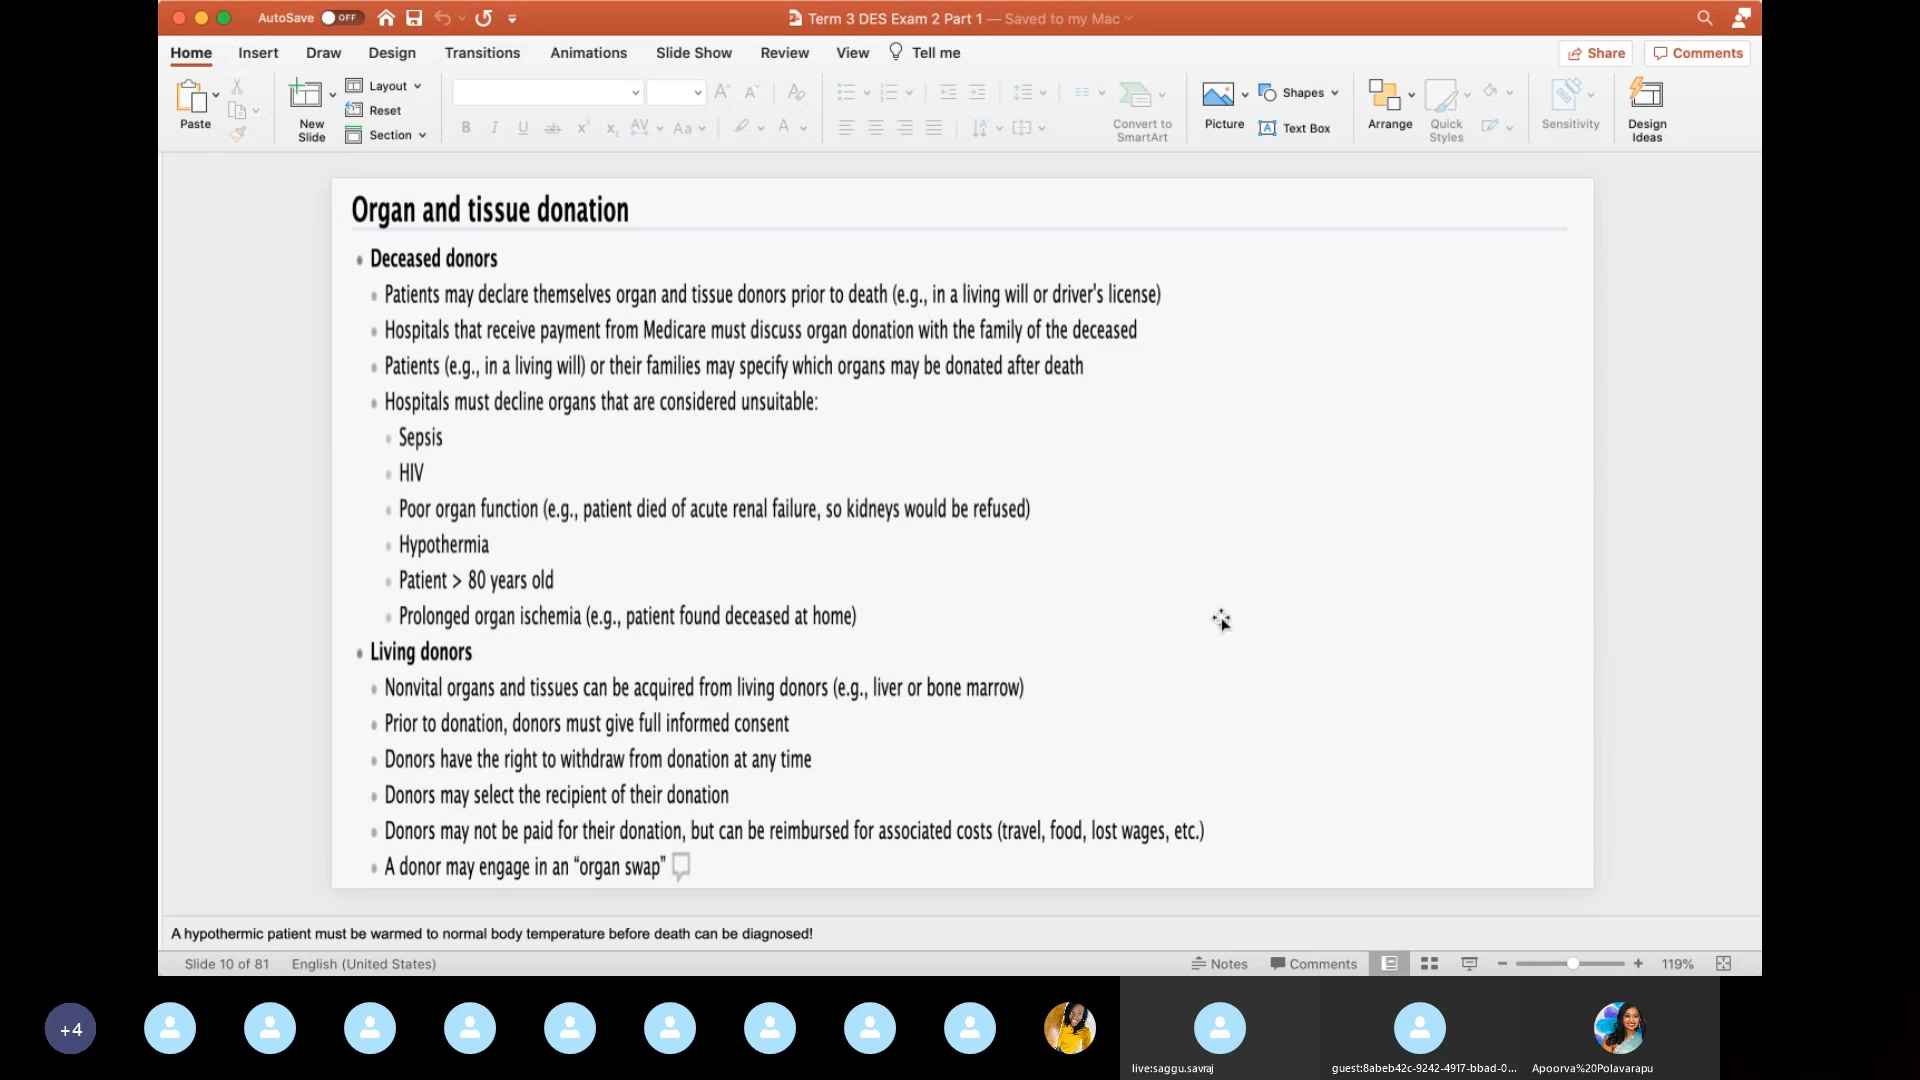 AutoSave OFF
Term 3 DES Exam 2 Part 1 — Saved to my Mac
Home Insert Draw Design Transitions Animations Slide Show Review View Tell me Share Comments
Paste
New Slide
Layout
Reset
Section
B I U ab x² x₂ AV Aa A
Convert to SmartArt
Picture
Shapes
Text Box
Arrange
Quick Styles
Sensitivity
Design Ideas
Organ and tissue donation
Deceased donors
Patients may declare themselves organ and tissue donors prior to death (e.g., in a living will or driver's license)
Hospitals that receive payment from Medicare must discuss organ donation with the family of the deceased
Patients (e.g., in a living will) or their families may specify which organs may be donated after death
Hospitals must decline organs that are considered unsuitable:
Sepsis
HIV
Poor organ function (e.g., patient died of acute renal failure, so kidneys would be refused)
Hypothermia
Patient > 80 years old
Prolonged organ ischemia (e.g., patient found deceased at home)
Living donors
Nonvital organs and tissues can be acquired from living donors (e.g., liver or bone marrow)
Prior to donation, donors must give full informed consent
Donors have the right to withdraw from donation at any time
Donors may select the recipient of their donation
Donors may not be paid for their donation, but can be reimbursed for associated costs (travel, food, lost wages, etc.)
A donor may engage in an “organ swap”
A hypothermic patient must be warmed to normal body temperature before death can be diagnosed!
Slide 10 of 81 English (United States) Notes Comments 119%
+4
live:saggu.savraj guest:8abeb42c-9242-4917-bbad-0... Apoorva%20Polavarapu